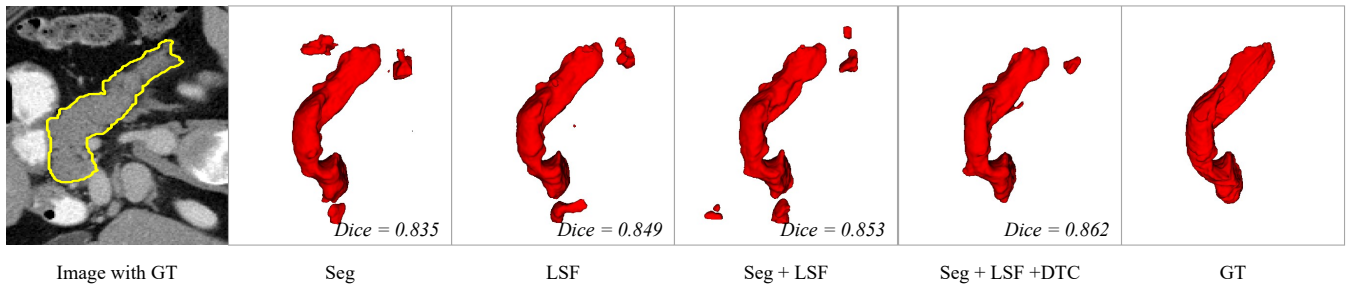 Dice = 0.835
Dice = 0.849
Dice = 0.853
Dice = 0.862
Image with GT
Seg
LSF
Seg + LSF
Seg + LSF +DTC
GT